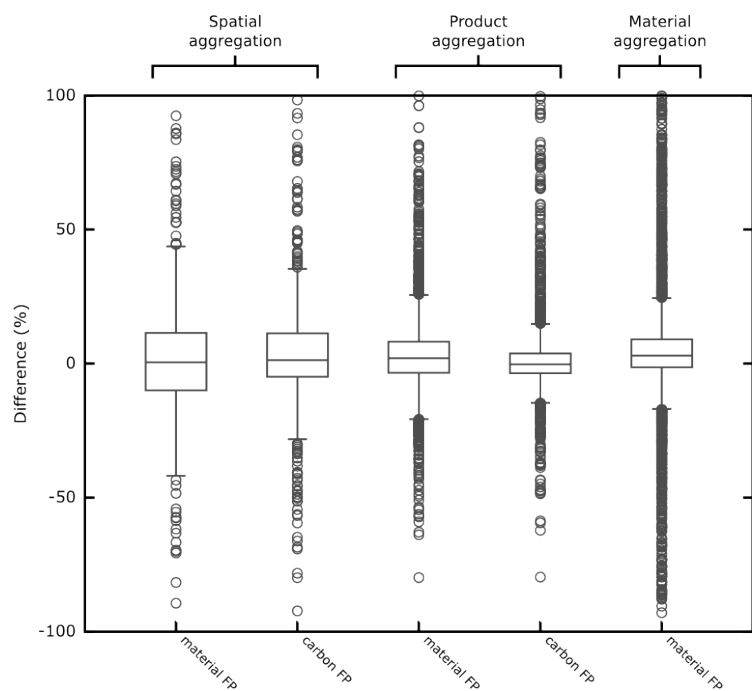 Spatial
aggregation
Product
aggregation
Material
aggregation
100
50
0
-50
-100
Difference (%)
material FP
carbon FP
material FP
carbon FP
material FP